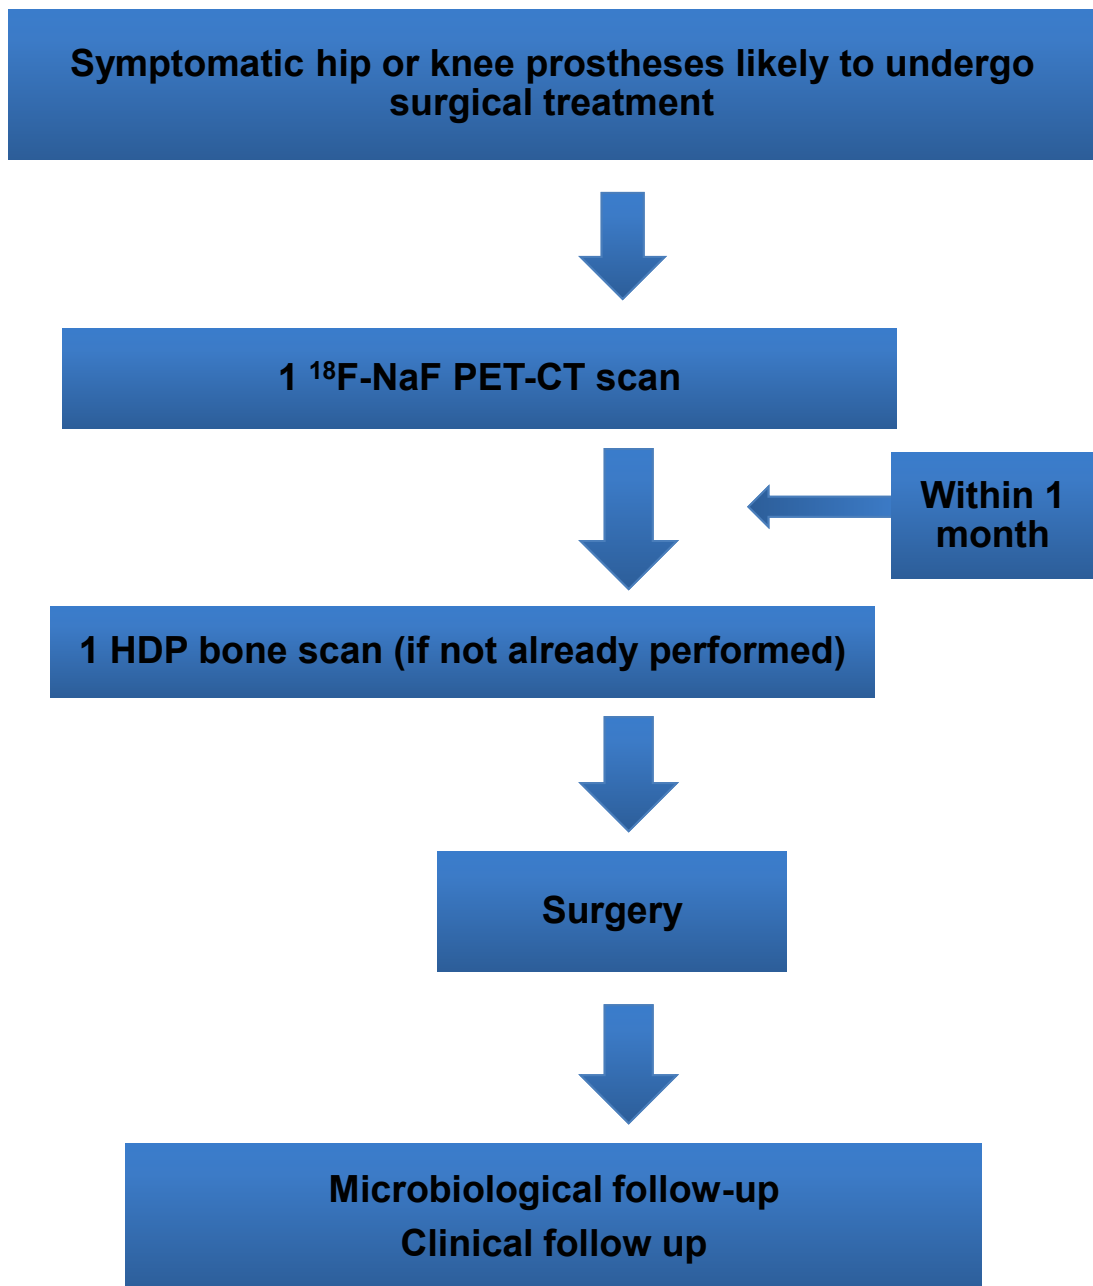 Symptomatic hip or knee prostheses likely to undergo
surgical treatment
1 ¹⁸F-NaF PET-CT scan
Within 1
month
1 HDP bone scan (if not already performed)
Surgery
Microbiological follow-up
Clinical follow up